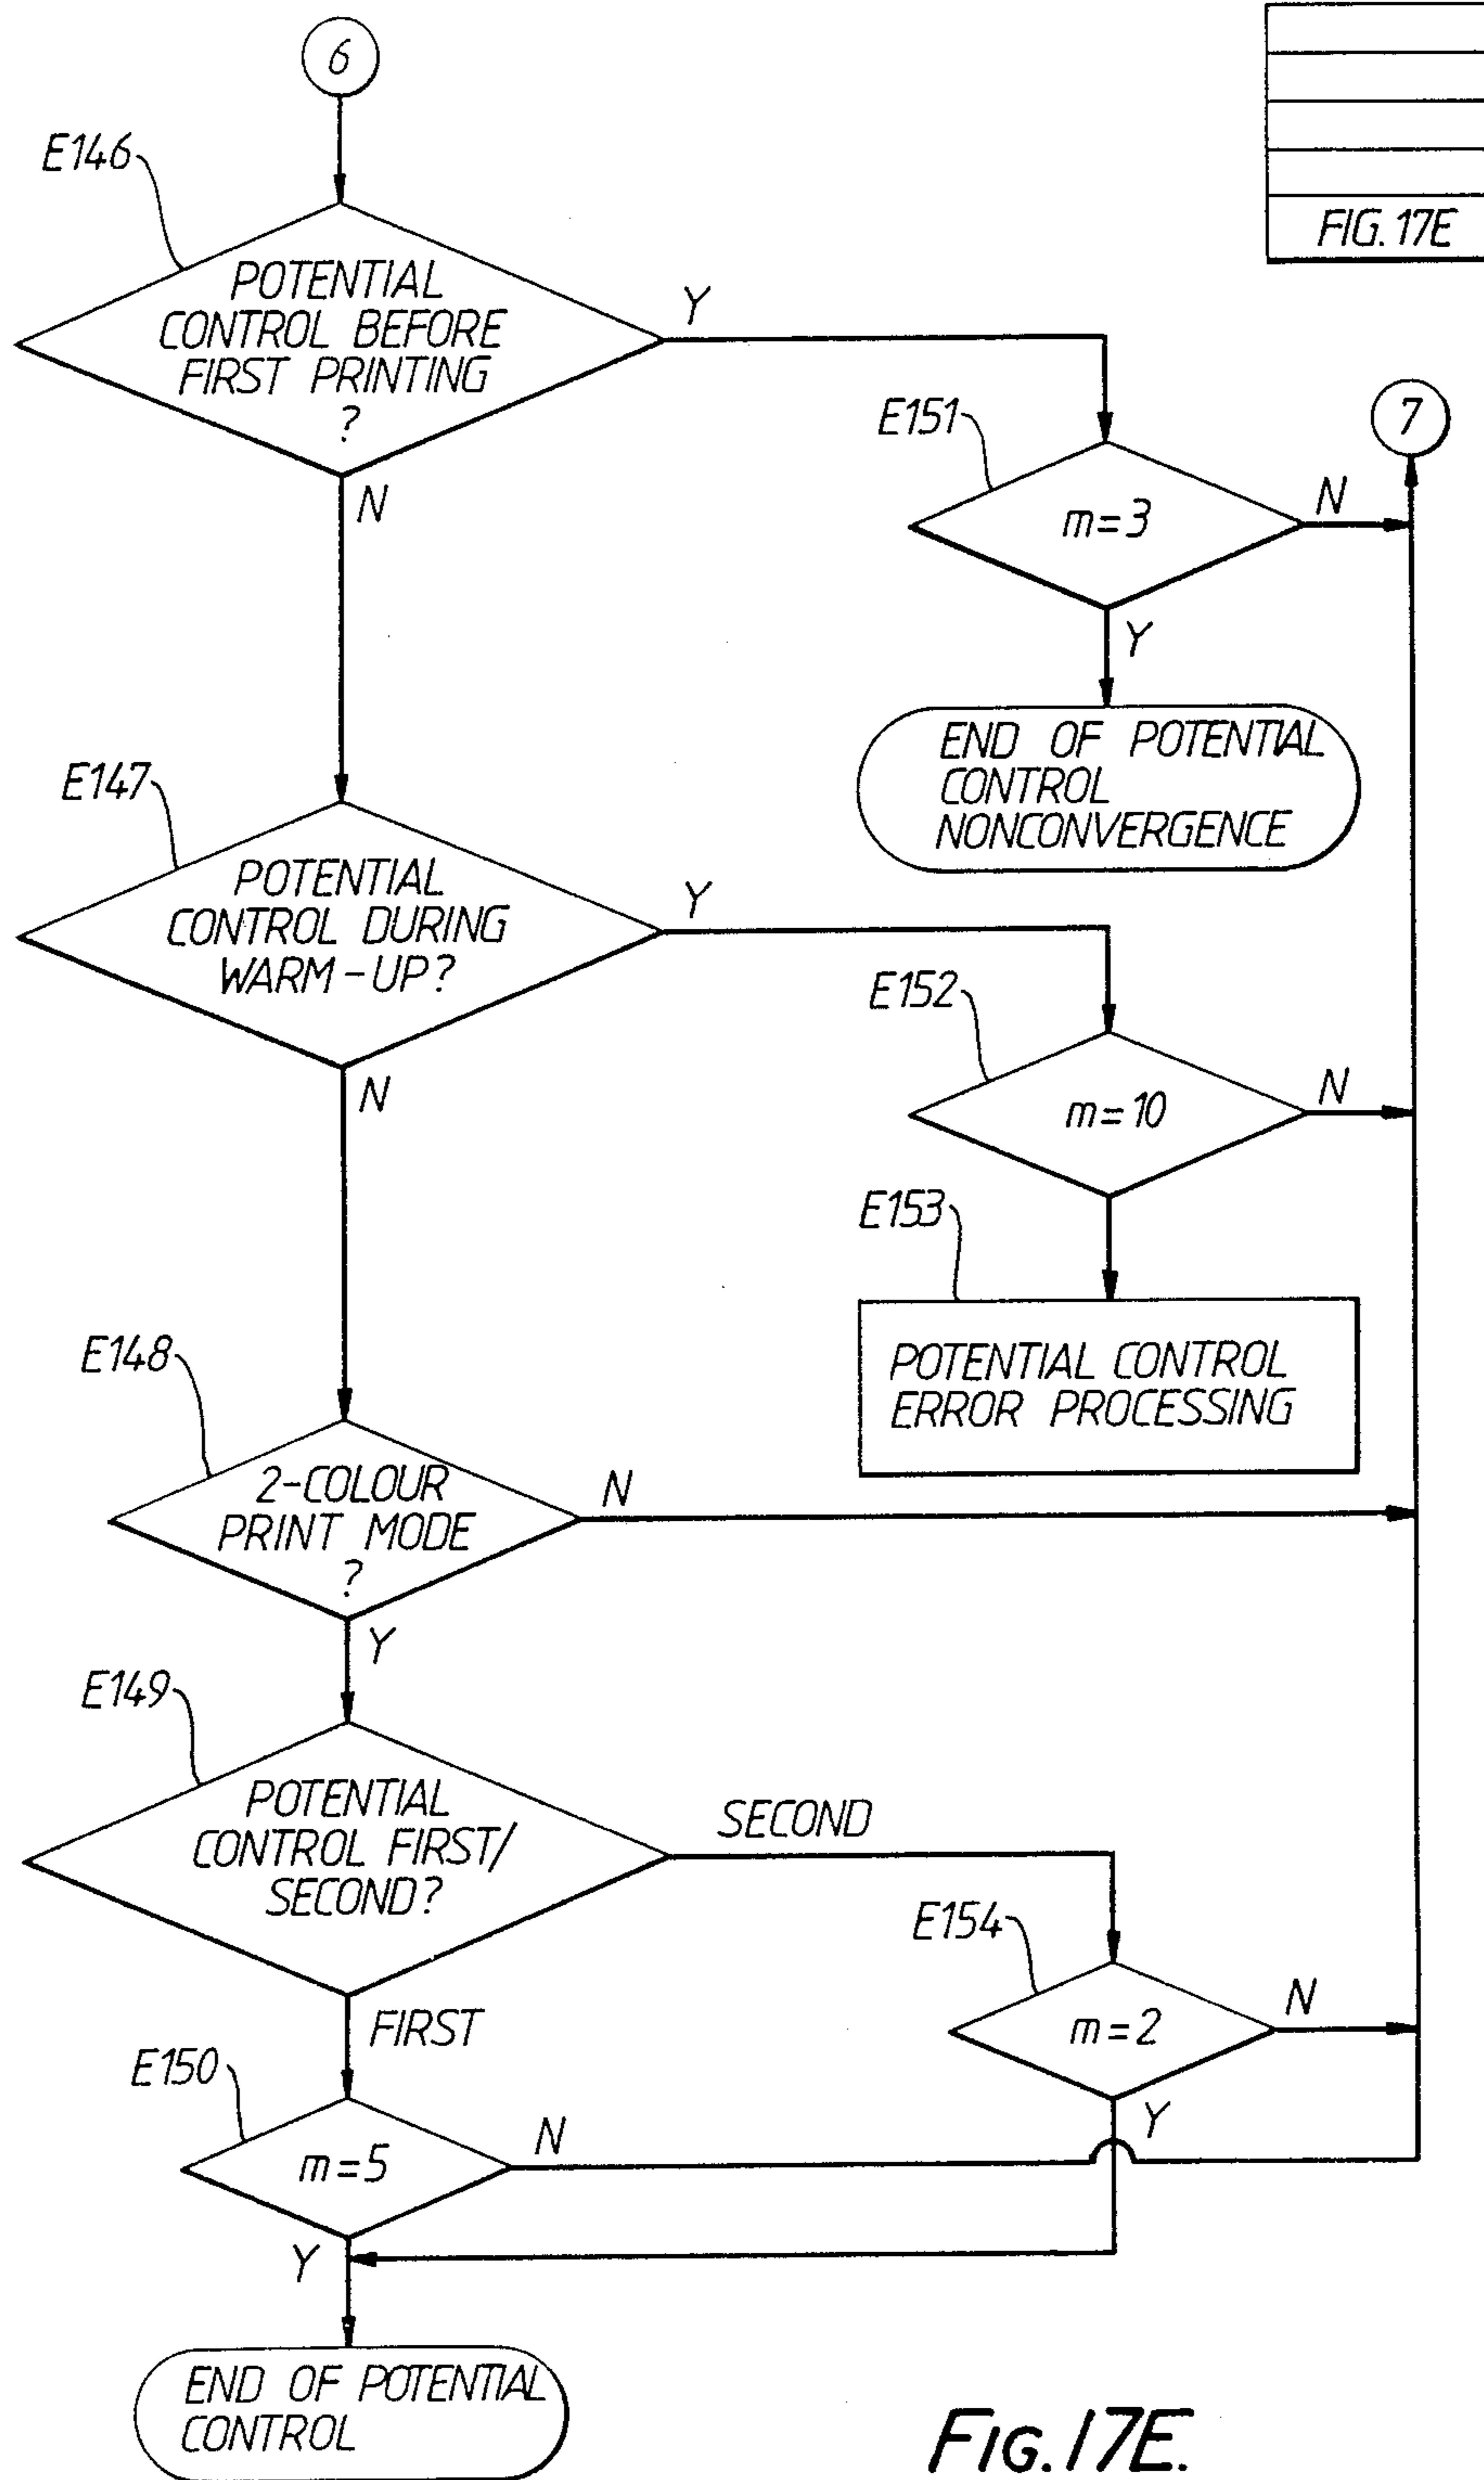 6
FIG. 17E
E146
POTENTIAL
CONTROL BEFORE
FIRST PRINTING
?
Y
N
E151
m=3
N
Y
7
END OF POTENTIAL
CONTROL
NONCONVERGENCE
E147
POTENTIAL
CONTROL DURING
WARM-UP?
Y
N
E152
m=10
N
E153
POTENTIAL CONTROL
ERROR PROCESSING
E148
2-COLOUR
PRINT MODE
?
N
Y
E149
POTENTIAL
CONTROL FIRST/
SECOND?
SECOND
FIRST
E154
m=2
N
Y
E150
m=5
N
Y
END OF POTENTIAL
CONTROL
FIG. 17E.